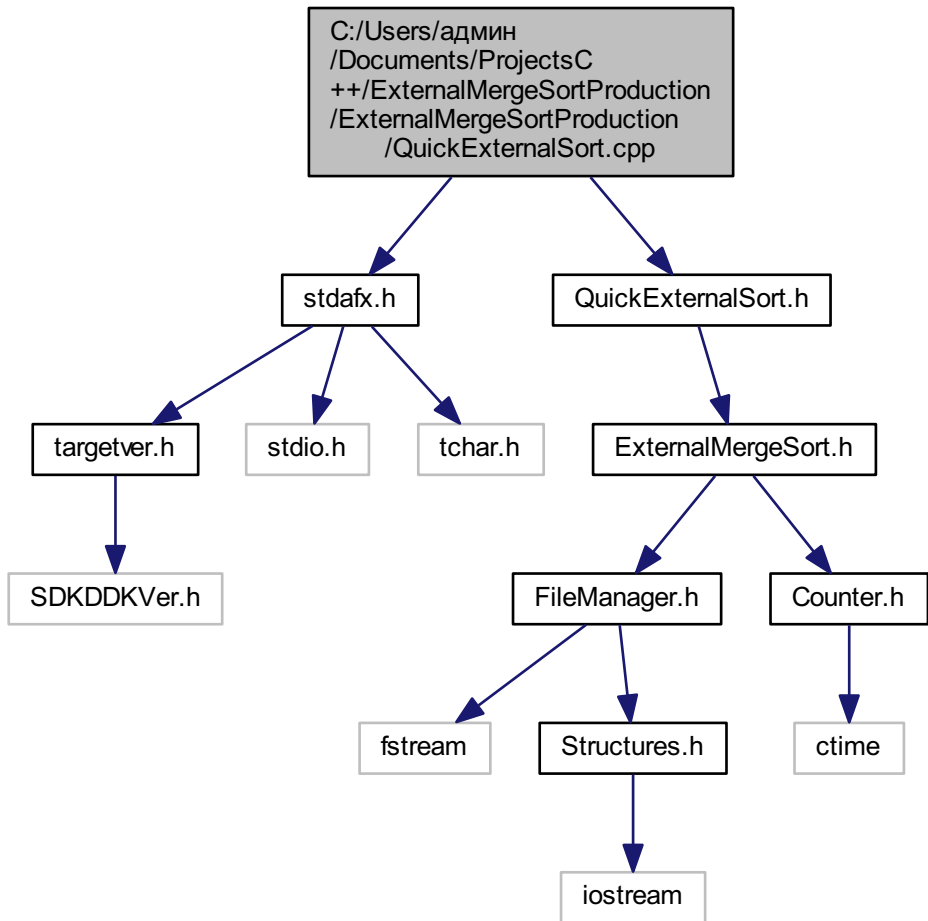 C:/Users/админ
/Documents/ProjectsC
++/ExternalMergeSortProduction
/ExternalMergeSortProduction
/QuickExternalSort.cpp
stdafx.h
QuickExternalSort.h
targetver.h
stdio.h
tchar.h
ExternalMergeSort.h
SDKDDKVer.h
FileManager.h
Counter.h
fstream
Structures.h
ctime
iostream